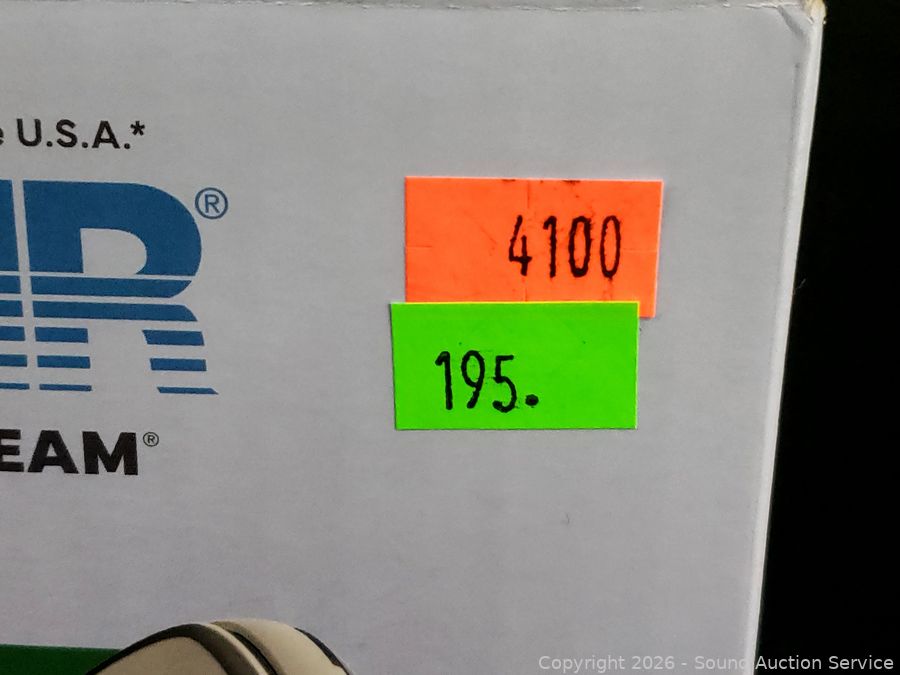 U.S.A.*
R®
EAM®
4100
195.
Copyright 2026 - Sound Auction Service